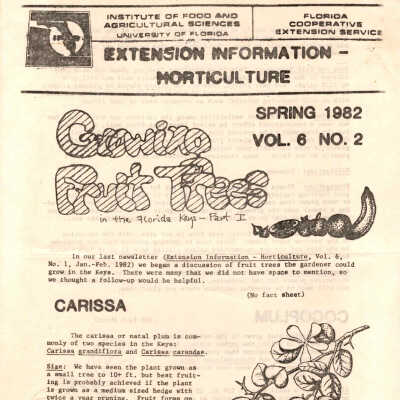 INSTITUTE OF FOOD AND
AGRICULTURAL SCIENCES
UNIVERSITY OF FLORIDA
FLORIDA
COOPERATIVE
EXTENSION SERVICE
EXTENSION INFORMATION -
HORTICULTURE
SPRING 1982
VOL. 6 NO. 2
Growing
Fruit Trees
in the Florida Keys - Part II
In our last newsletter (Extension Information - Horticulture, Vol. 6,
No. 1, Jan.-Feb. 1982) we began a discussion of fruit trees the gardener could
grow in the Keys. There were many that we did not have space to mention, so
we thought a follow-up would be helpful.
(No fact sheet)
CARISSA
The carissa or natal plum is com-
monly of two species in the Keys:
Carissa grandiflora and Carissa carandas.
Size: We have seen the plant grown as
a small tree to 10+ ft. but best fruit-
ing is probably achieved if the plant
is grown as a medium sized hedge with
twice a year pruning. Fruit forms on